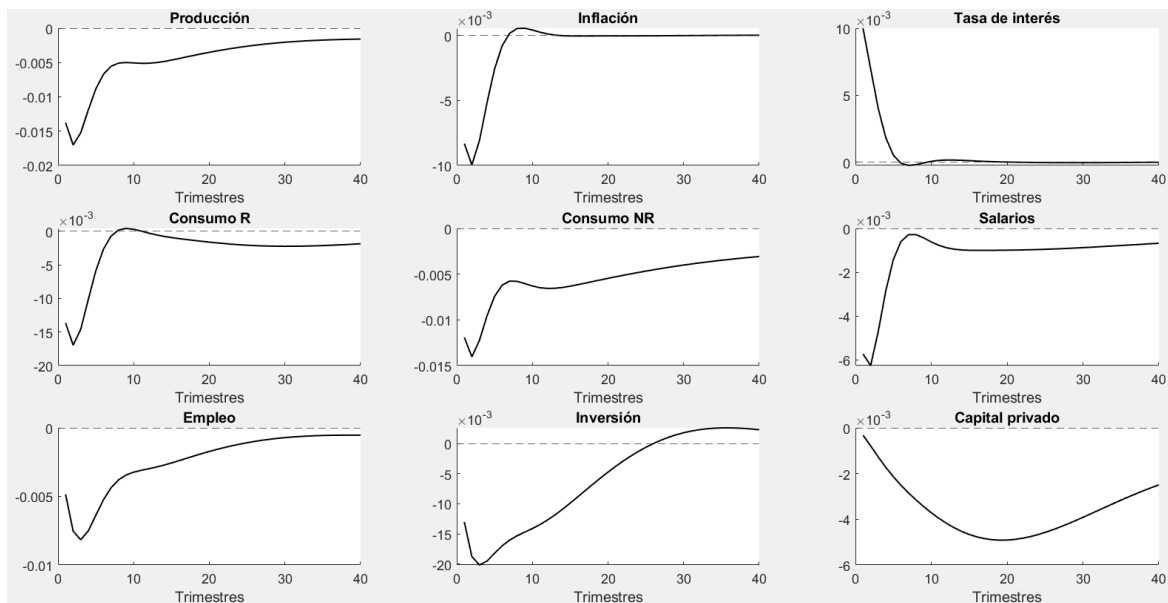 Producción
0
-0.005
-0.01
-0.015
-0.02
0 10 20 30 40
Trimestres
×10⁻³ Inflación
0
-5
-10
0 10 20 30 40
Trimestres
×10⁻³ Tasa de interés
10
5
0
0 10 20 30 40
Trimestres
×10⁻³ Consumo R
0
-5
-10
-15
-20
0 10 20 30 40
Trimestres
Consumo NR
0
-0.005
-0.01
-0.015
0 10 20 30 40
Trimestres
×10⁻³ Salarios
0
-2
-4
-6
0 10 20 30 40
Trimestres
Empleo
0
-0.005
-0.01
0 10 20 30 40
Trimestres
×10⁻³ Inversión
0
-5
-10
-15
-20
0 10 20 30 40
Trimestres
×10⁻³ Capital privado
0
-2
-4
-6
0 10 20 30 40
Trimestres